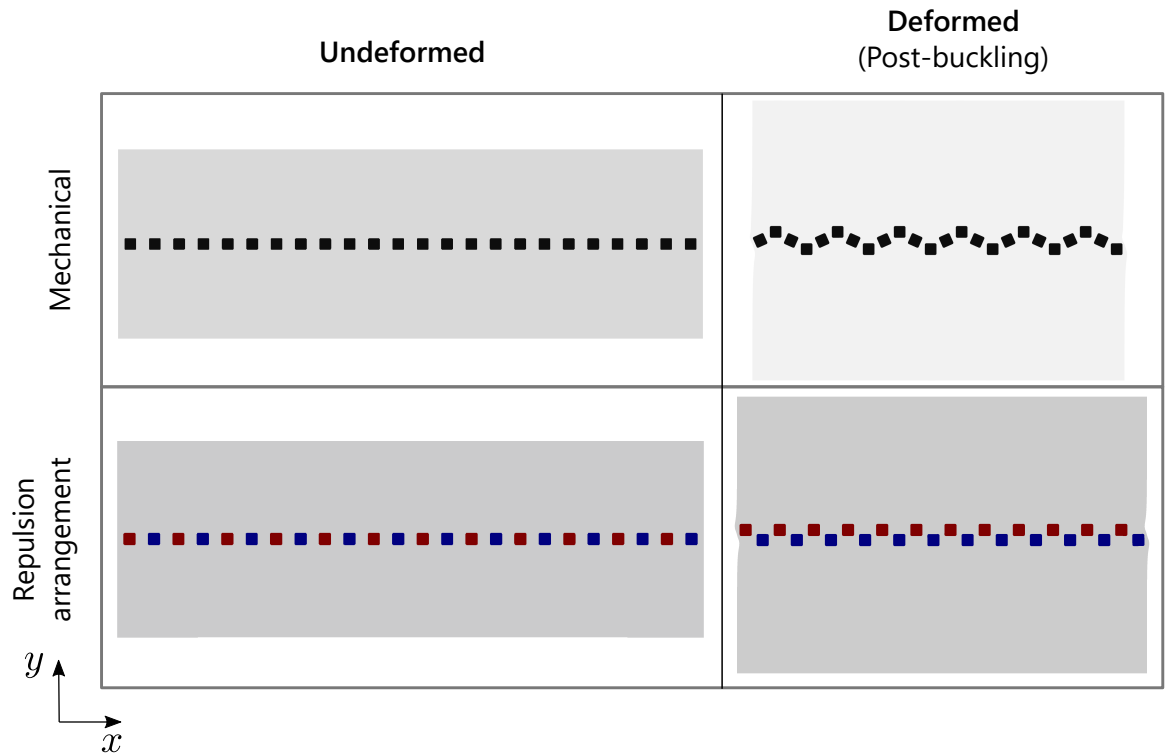 Undeformed
Deformed
(Post-buckling)
Mechanical
Repulsion
arrangement
y
x